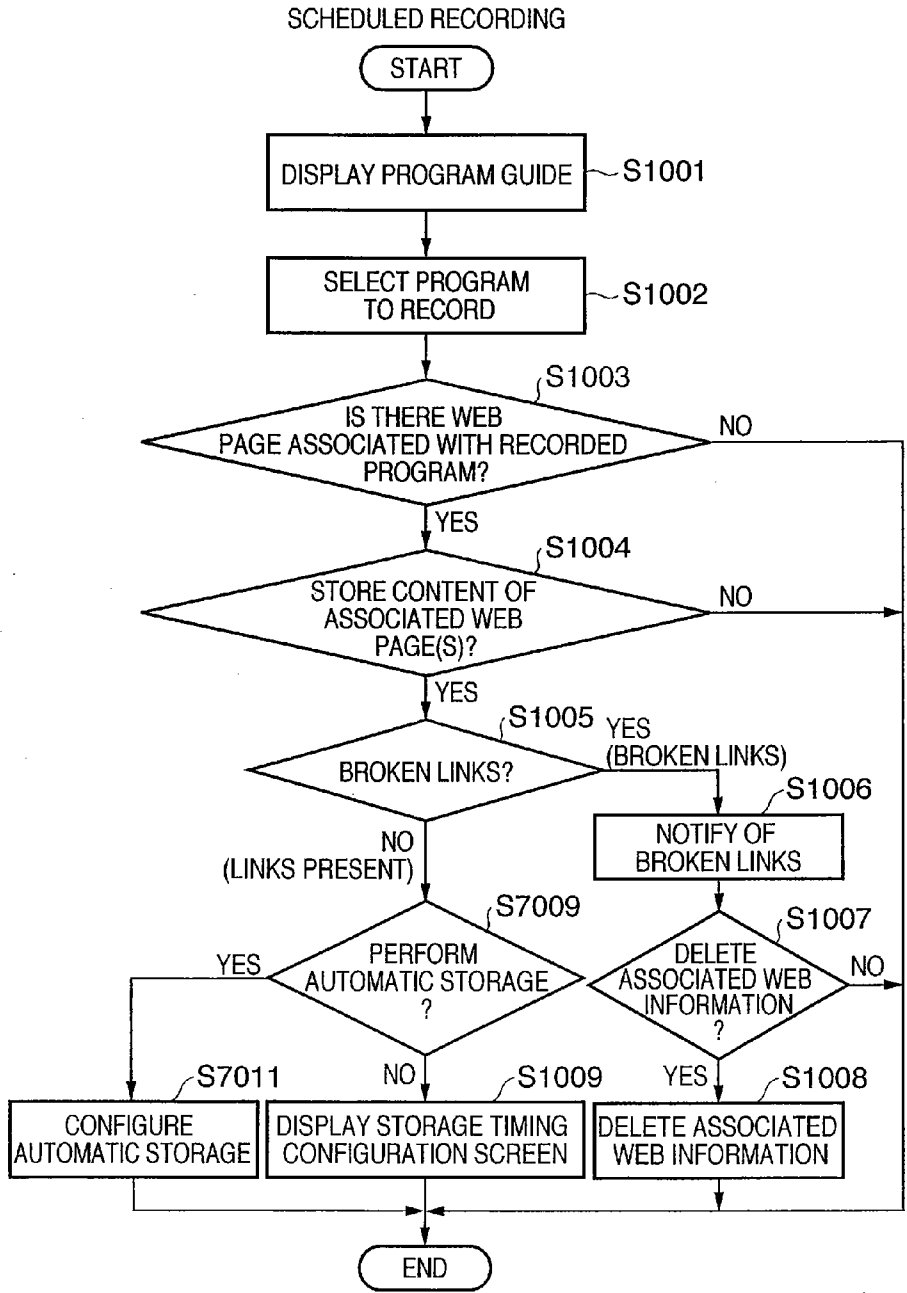 SCHEDULED RECORDING
START
DISPLAY PROGRAM GUIDE
S1001
SELECT PROGRAM
TO RECORD
S1002
S1003
IS THERE WEB
PAGE ASSOCIATED WITH RECORDED
PROGRAM?
NO
YES
S1004
STORE CONTENT OF
ASSOCIATED WEB
PAGE(S)?
NO
YES
S1005
BROKEN LINKS?
YES
(BROKEN LINKS)
S1006
NOTIFY OF
BROKEN LINKS
NO
(LINKS PRESENT)
S7009
PERFORM
AUTOMATIC STORAGE
?
YES
NO
S1007
DELETE
ASSOCIATED WEB
INFORMATION
?
NO
YES
S7011
CONFIGURE
AUTOMATIC STORAGE
S1009
DISPLAY STORAGE TIMING
CONFIGURATION SCREEN
S1008
DELETE ASSOCIATED
WEB INFORMATION
END